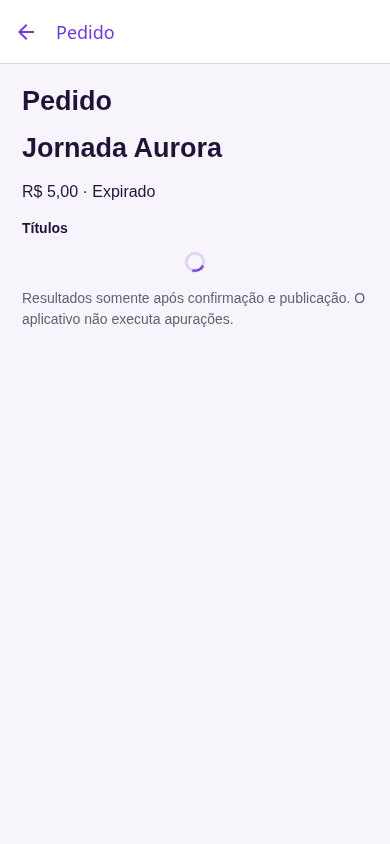 Pedido
Pedido
Jornada Aurora
R$ 5,00 · Expirado
Títulos
Resultados somente após confirmação e publicação. O
aplicativo não executa apurações.